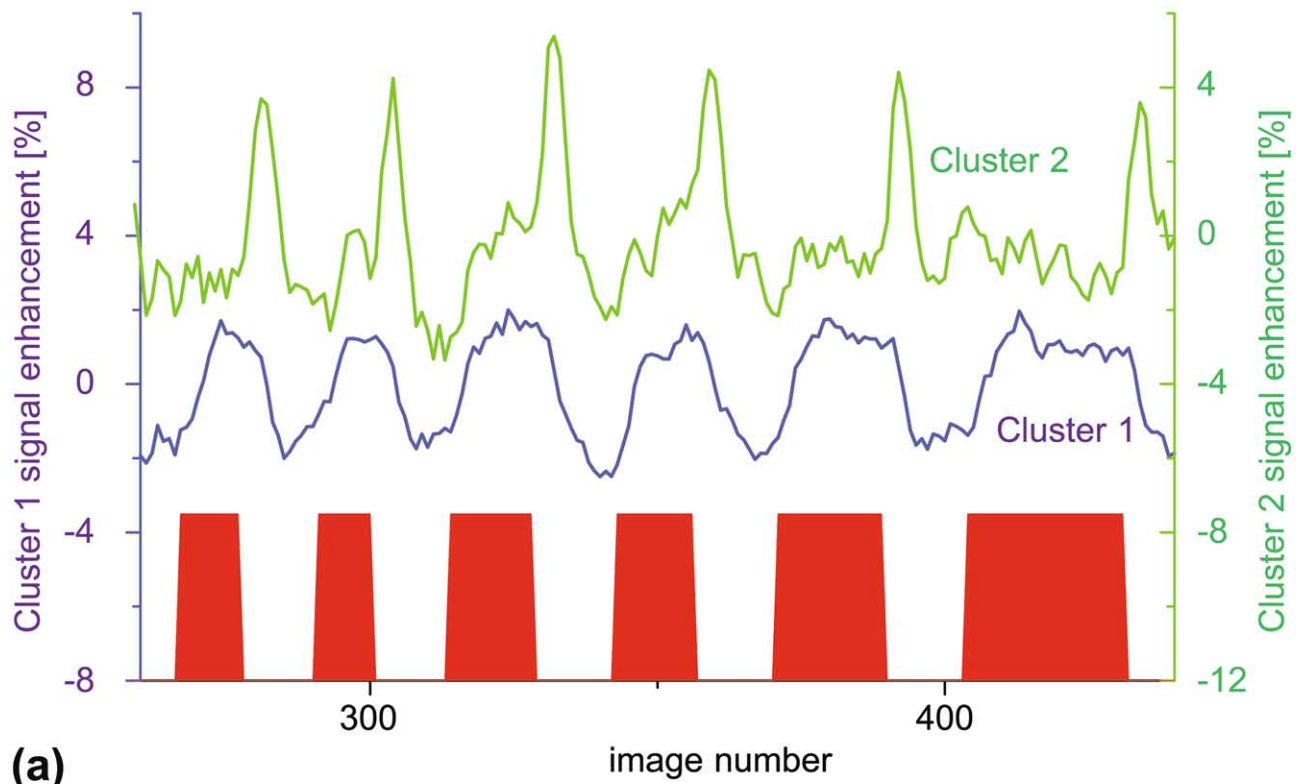 Cluster 1 signal enhancement [%]
8
4
0
-4
-8
Cluster 2
Cluster 1
4
0
-4
-8
-12
Cluster 2 signal enhancement [%]
300
400
image number
(a)